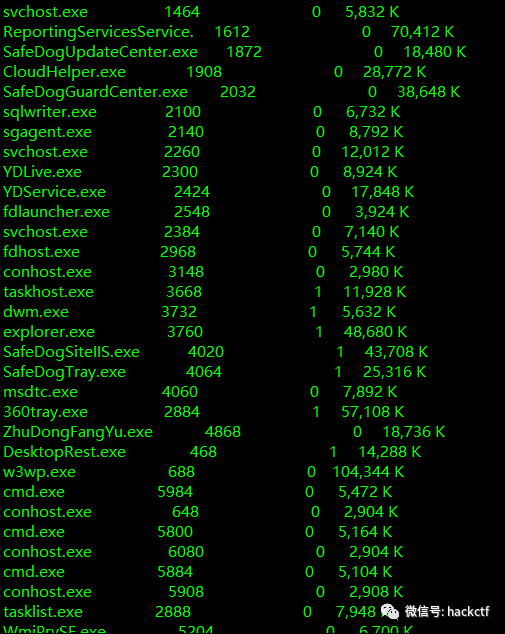 svchost.exe 1464 0 5,832 K
ReportingServicesService. 1612 0 70,412 K
SafeDogUpdateCenter.exe 1872 0 18,480 K
CloudHelper.exe 1908 0 28,772 K
SafeDogGuardCenter.exe 2032 0 38,648 K
sqlwriter.exe 2100 0 6,732 K
sgagent.exe 2140 0 8,792 K
svchost.exe 2260 0 12,012 K
YDLive.exe 2300 0 8,924 K
YDService.exe 2424 0 17,848 K
fdlauncher.exe 2548 0 3,924 K
svchost.exe 2384 0 7,140 K
fdhost.exe 2968 0 5,744 K
conhost.exe 3148 0 2,980 K
taskhost.exe 3668 1 11,928 K
dwm.exe 3732 1 5,632 K
explorer.exe 3760 1 48,680 K
SafeDogSiteIIS.exe 4020 1 43,708 K
SafeDogTray.exe 4064 1 25,316 K
msdtc.exe 4060 0 7,892 K
360tray.exe 2884 1 57,108 K
ZhuDongFangYu.exe 4868 0 18,736 K
DesktopRest.exe 468 1 14,288 K
w3wp.exe 688 0 104,344 K
cmd.exe 5984 0 5,472 K
conhost.exe 648 0 2,904 K
cmd.exe 5800 0 5,164 K
conhost.exe 6080 0 2,904 K
cmd.exe 5884 0 5,104 K
conhost.exe 5908 0 2,908 K
tasklist.exe 2888 0 7,948 K
微信号: hackctf
WmiPrvSE.exe 5204 0 6,700 K